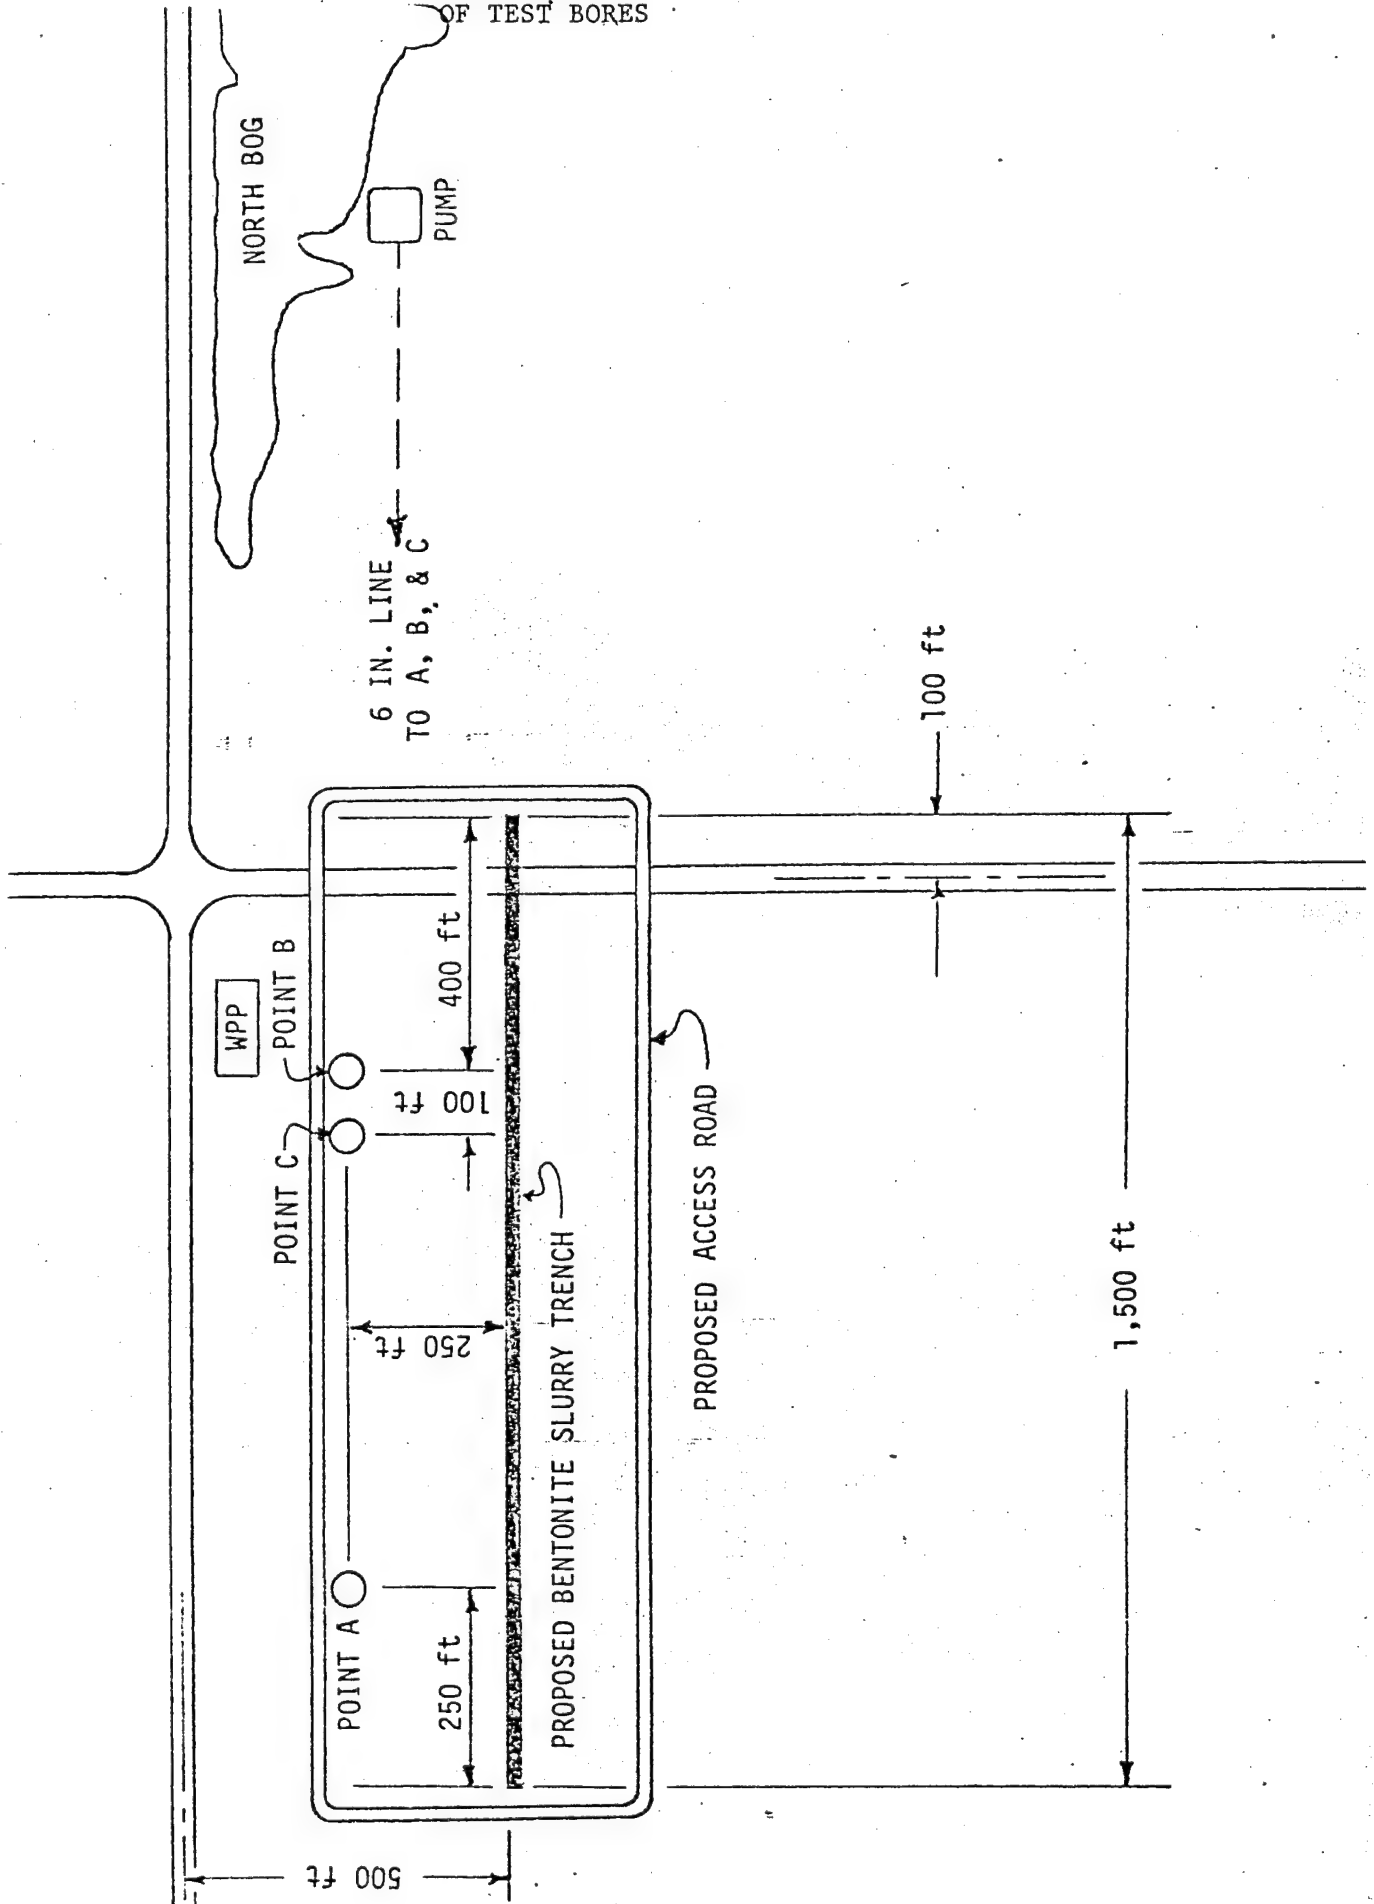 OF TEST BORES
NORTH BOG
PUMP
6 IN. LINE
TO A, B, & C
100 ft
WPP
POINT B
400 ft
100 ft
POINT C
250 ft
PROPOSED ACCESS ROAD
1,500 ft
PROPOSED BENTONITE SLURRY TRENCH
POINT A
250 ft
500 ft